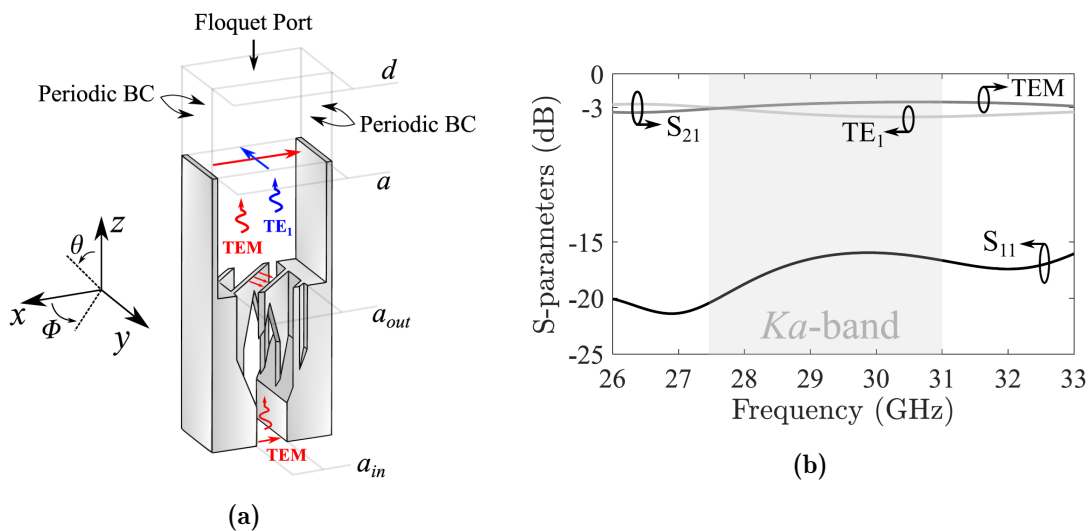 Floquet Port
d
Periodic BC
Periodic BC
a
TEM
TE1
z
θ
x
Φ
y
a_out
TEM
a_in
(a)
S-parameters (dB)
0
-3
-15
-20
-25
S21
TE1
TEM
S11
Ka-band
26 27 28 29 30 31 32 33
Frequency (GHz)
(b)